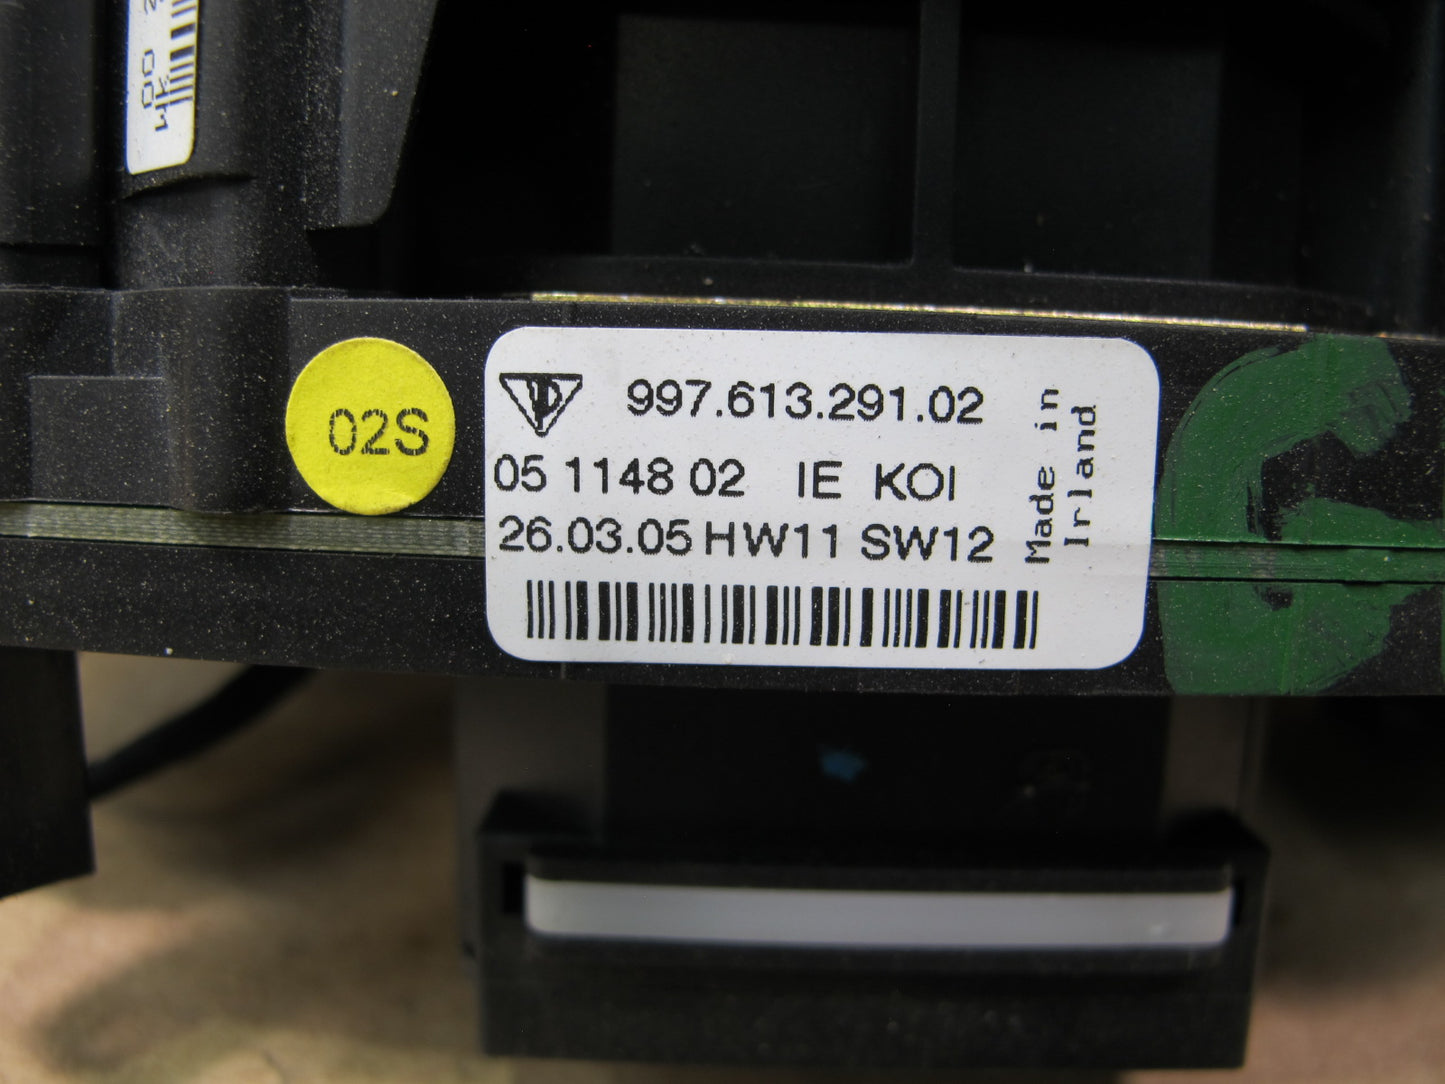 02S
997.613.291.02
05 1148 02 IE KOI
26.03.05 HW11 SW12
Made in
Irland